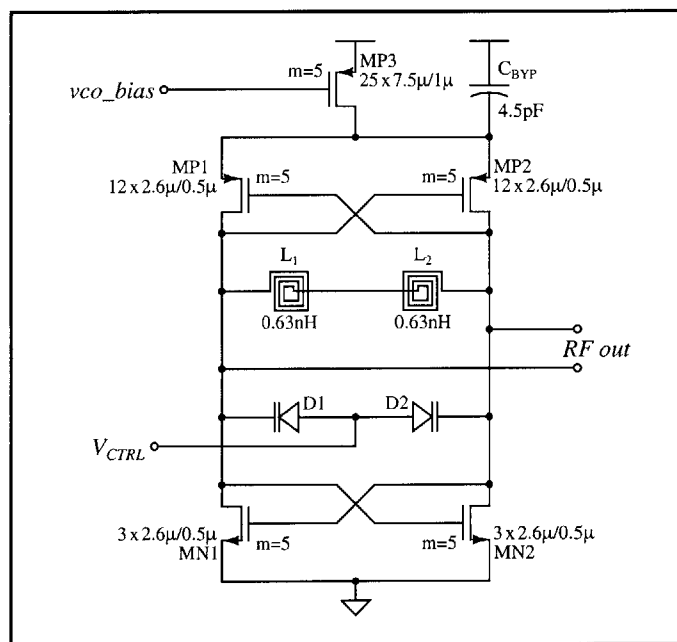 MP3
m=5
25 x 7.5μ/1μ
vco_bias
C_BYP
4.5pF
MP1
m=5
12 x 2.6μ/0.5μ
MP2
m=5
12 x 2.6μ/0.5μ
L₁
L₂
0.63nH
0.63nH
RF out
D1
D2
V_CTRL
3 x 2.6μ/0.5μ
MN1
m=5
3 x 2.6μ/0.5μ
m=5
MN2